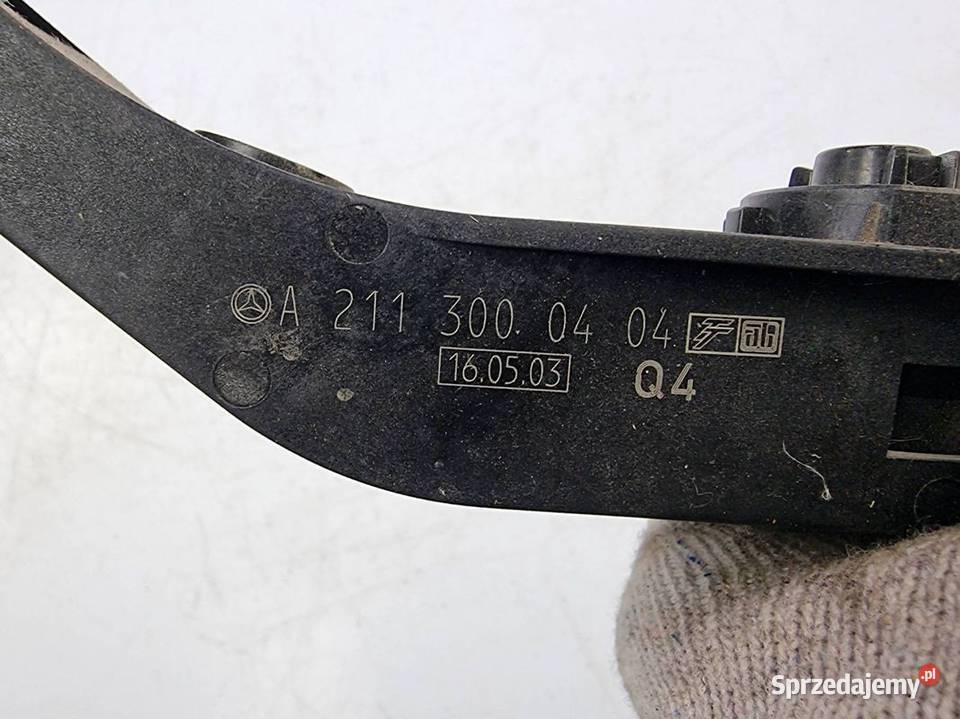 A 211 300 04 04
16.05.03
Q4
Sprzedajemy.pl